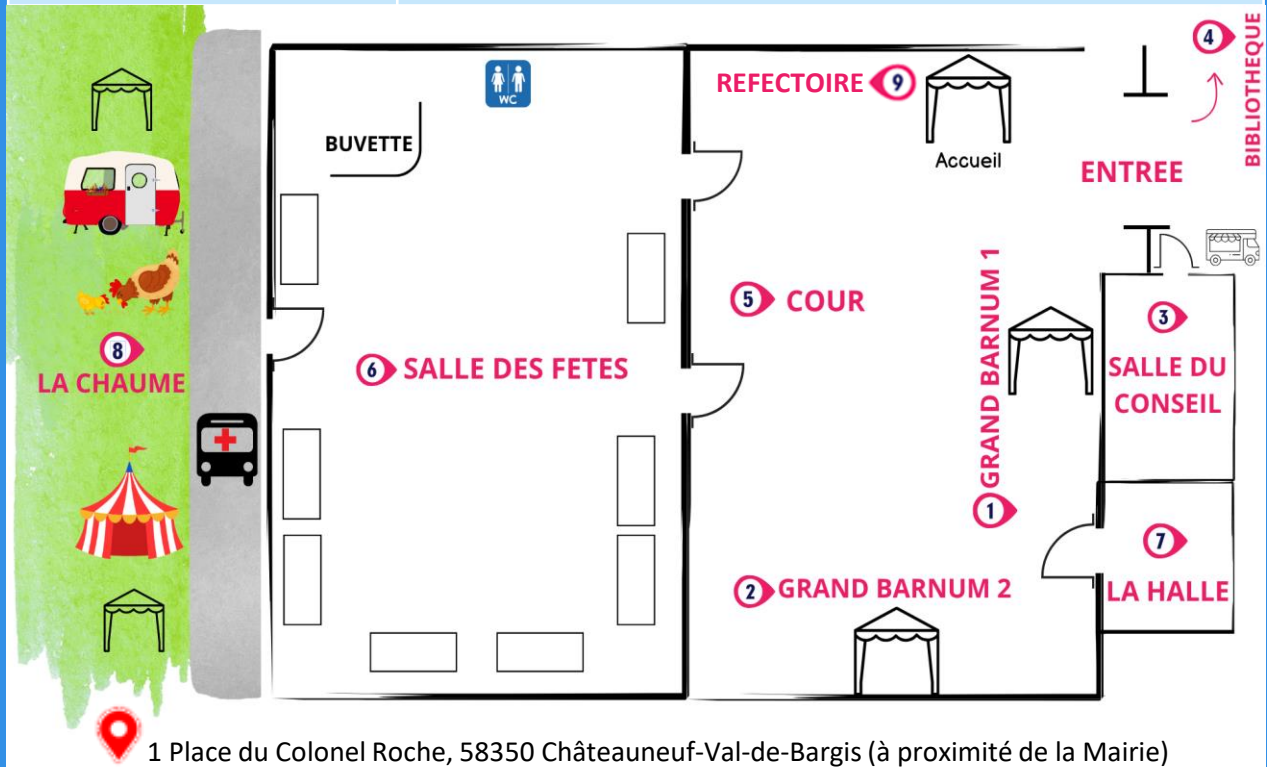 4
BIBLIOTHEQUE
REFECTOIRE 9
WC
BUVETTE
Accueil
ENTREE
5 COUR
GRAND BARNUM 1
1
3
SALLE DU
CONSEIL
8
LA CHAUME
6 SALLE DES FETES
7
LA HALLE
2 GRAND BARNUM 2
1 Place du Colonel Roche, 58350 Châteauneuf-Val-de-Bargis (à proximité de la Mairie)